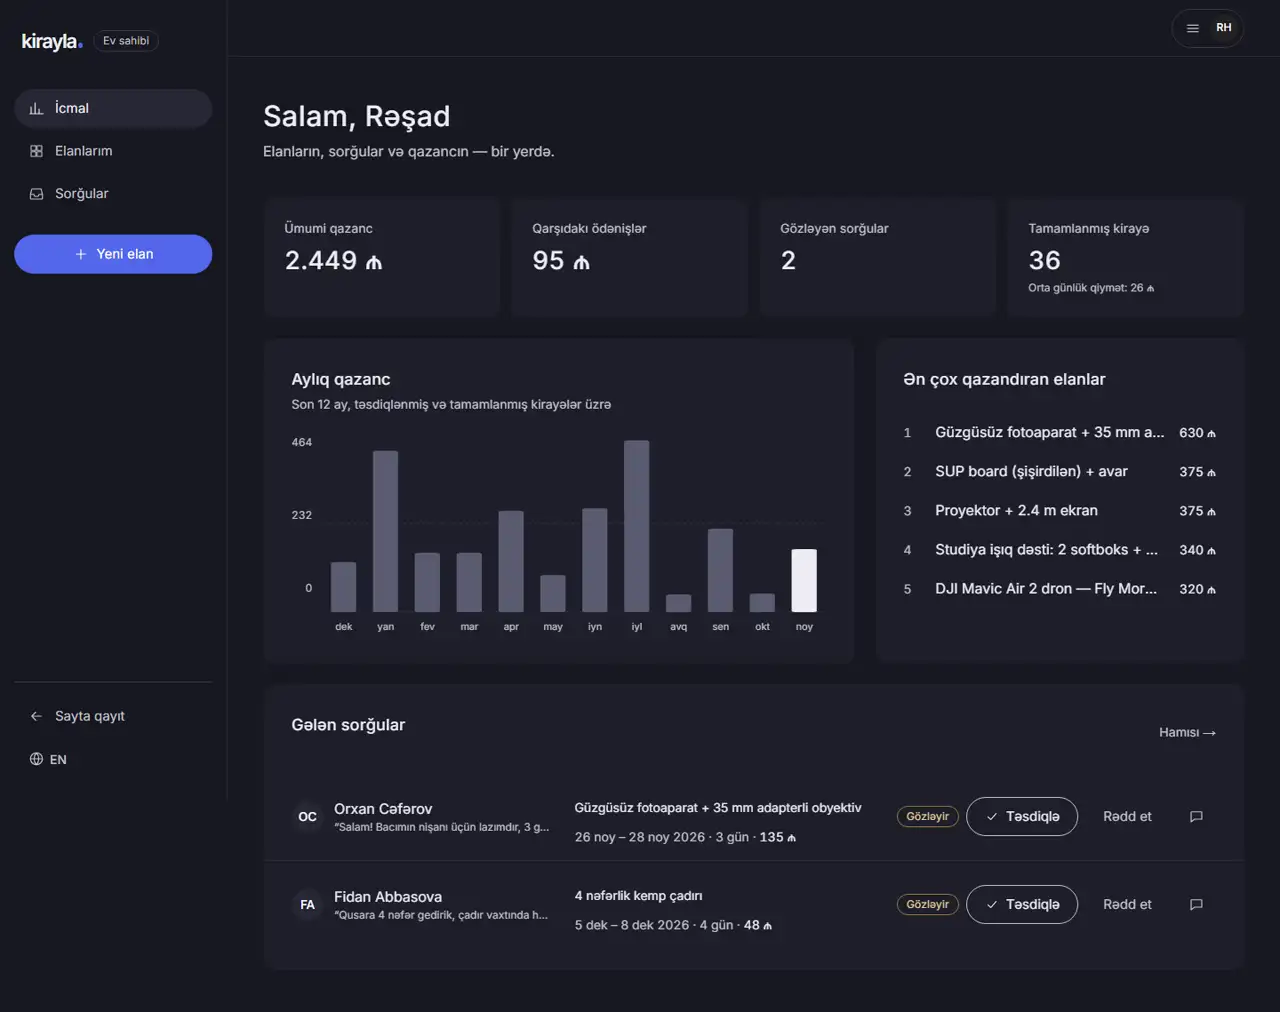 kirayla.
Ev sahibi
RH
İcmal
Elanlarım
Sorğular
+ Yeni elan
Salam, Rəşad
Elanların, sorğular və qazancın — bir yerdə.
Ümumi qazanc
2.449 ₼
Qarşıdakı ödənişlər
95 ₼
Gözləyən sorğular
2
Tamamlanmış kirayə
36
Orta günlük qiymət: 26 ₼
Aylıq qazanc
Son 12 ay, təsdiqlənmiş və tamamlanmış kirayələr üzrə
464
232
0
dek yan fev mar apr may iyn iyl avq sen okt noy
Ən çox qazandıran elanlar
1 Güzgüsüz fotoaparat + 35 mm a... 630 ₼
2 SUP board (şişirdilən) + avar 375 ₼
3 Proyektor + 2.4 m ekran 375 ₼
4 Studiya işıq dəsti: 2 softboks + ... 340 ₼
5 DJI Mavic Air 2 dron — Fly Mor... 320 ₼
← Sayta qayıt
EN
Gələn sorğular
Hamısı →
OC
Orxan Cəfərov
“Salam! Bacımın nişanı üçün lazımdır, 3 g...
Güzgüsüz fotoaparat + 35 mm adapterli obyektiv
26 noy – 28 noy 2026 · 3 gün · 135 ₼
Gözləyir
✓ Təsdiqlə
Rədd et
FA
Fidan Abbasova
“Qusara 4 nəfər gedirik, çadır vaxtında h...
4 nəfərlik kemp çadırı
5 dek – 8 dek 2026 · 4 gün · 48 ₼
Gözləyir
✓ Təsdiqlə
Rədd et